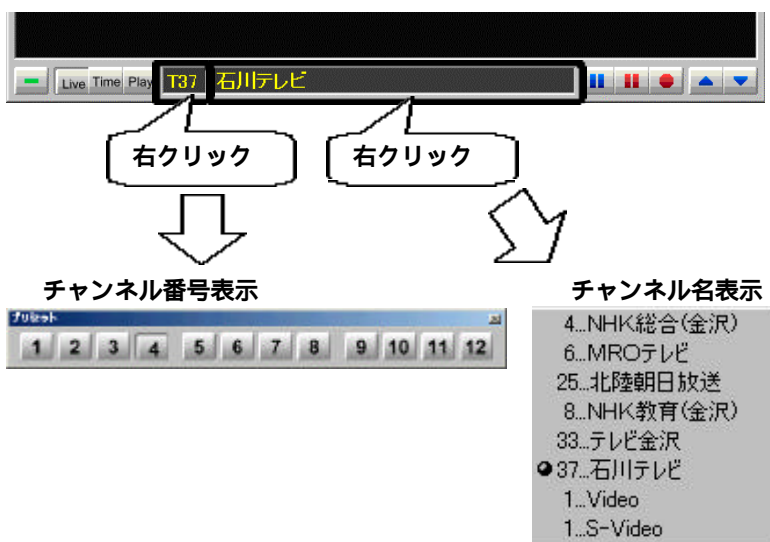 Live Time Play T37 石川テレビ
右クリック 右クリック
チャンネル番号表示
プリセット
1 2 3 4 5 6 7 8 9 10 11 12
チャンネル名表示
4...NHK総合(金沢)
6...MROテレビ
25...北陸朝日放送
8...NHK教育(金沢)
33...テレビ金沢
37...石川テレビ
1...Video
1...S-Video